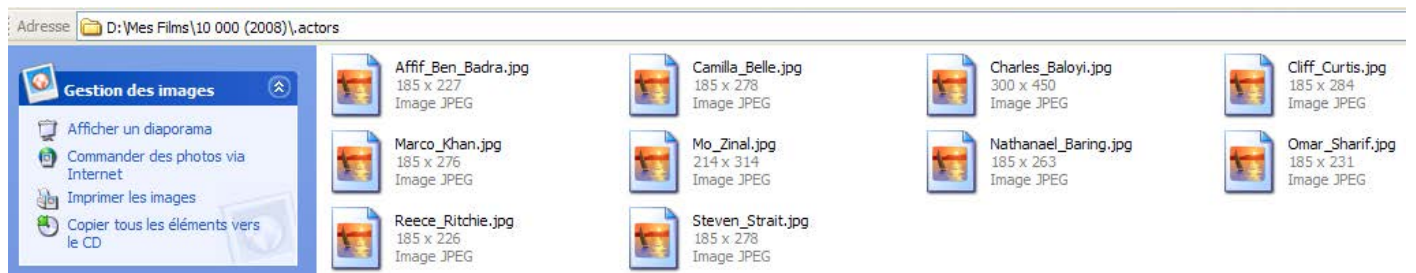 Adresse D:\Mes Films\10 000 (2008)\.actors
Gestion des images
Afficher un diaporama
Commander des photos via
Internet
Imprimer les images
Copier tous les éléments vers
le CD
Affif_Ben_Badra.jpg
185 x 227
Image JPEG
Camilla_Belle.jpg
185 x 278
Image JPEG
Charles_Baloyi.jpg
300 x 450
Image JPEG
Cliff_Curtis.jpg
185 x 284
Image JPEG
Marco_Khan.jpg
185 x 276
Image JPEG
Mo_Zinal.jpg
214 x 314
Image JPEG
Nathanael_Baring.jpg
185 x 263
Image JPEG
Omar_Sharif.jpg
185 x 231
Image JPEG
Reece_Ritchie.jpg
185 x 226
Image JPEG
Steven_Strait.jpg
185 x 278
Image JPEG